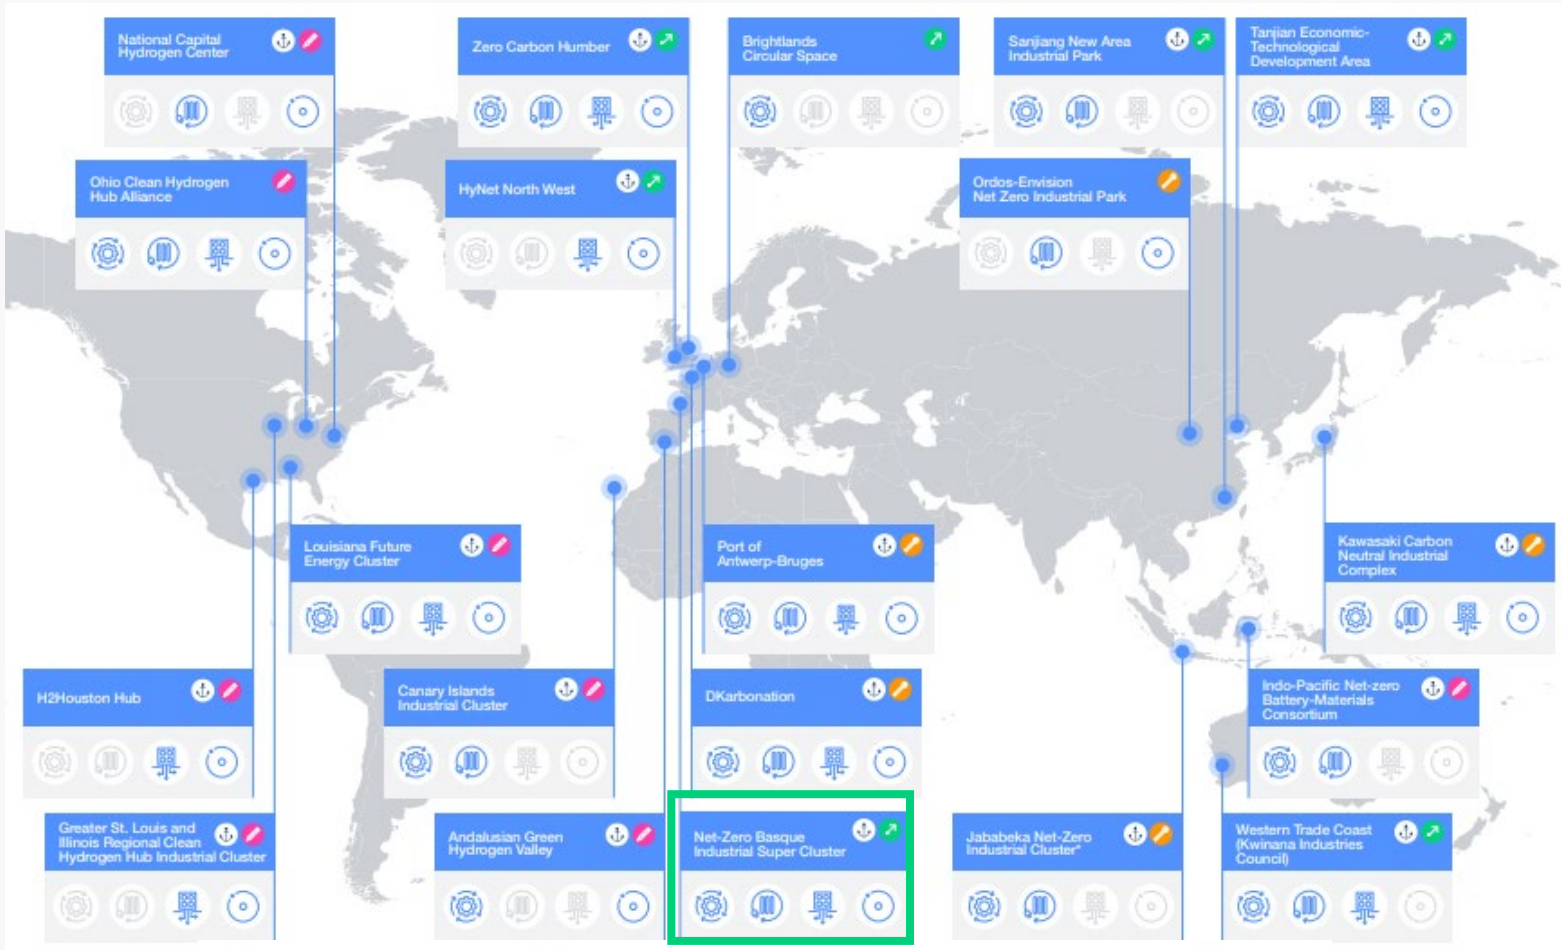 National Capital
Hydrogen Center
Zero Carbon Humber
Brightlands
Circular Space
Sanjiang New Area
Industrial Park
Tanjian Economic-
Technological
Development Area
Ohio Clean Hydrogen
Hub Alliance
HyNet North West
Ordos-Envision
Net Zero Industrial Park
Louisiana Future
Energy Cluster
Port of
Antwerp-Bruges
Kawasaki Carbon
Neutral Industrial
Complex
H2Houston Hub
Canary Islands
Industrial Cluster
DKarbonation
Indo-Pacific Net-zero
Battery-Materials
Consortium
Greater St. Louis and
Illinois Regional Clean
Hydrogen Hub Industrial Cluster
Andalusian Green
Hydrogen Valley
Net-Zero Basque
Industrial Super Cluster
Jababeka Net-Zero
Industrial Cluster*
Western Trade Coast
(Kwinana Industries
Council)